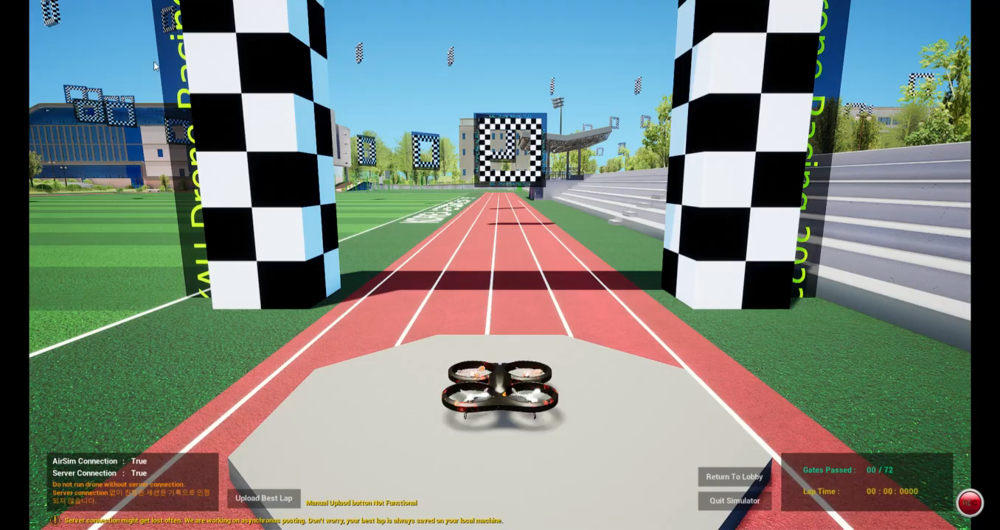 XAI Drone Racing
AirSim Connection : True
Server Connection : True
Do not run drone without server connection.
Server connection 없이 진행된 세션은 기록으로 인정
되지 않습니다.
Upload Best Lap
Manual Uplaod button Not Functional
Server connection might get lost often. We are working on asynchronous posting. Don't worry, your best lap is always saved on your local machine.
Return To Lobby
Quit Simulator
Gates Passed : 00 / 72
Lap Time : 00 : 00 : 0000
REC